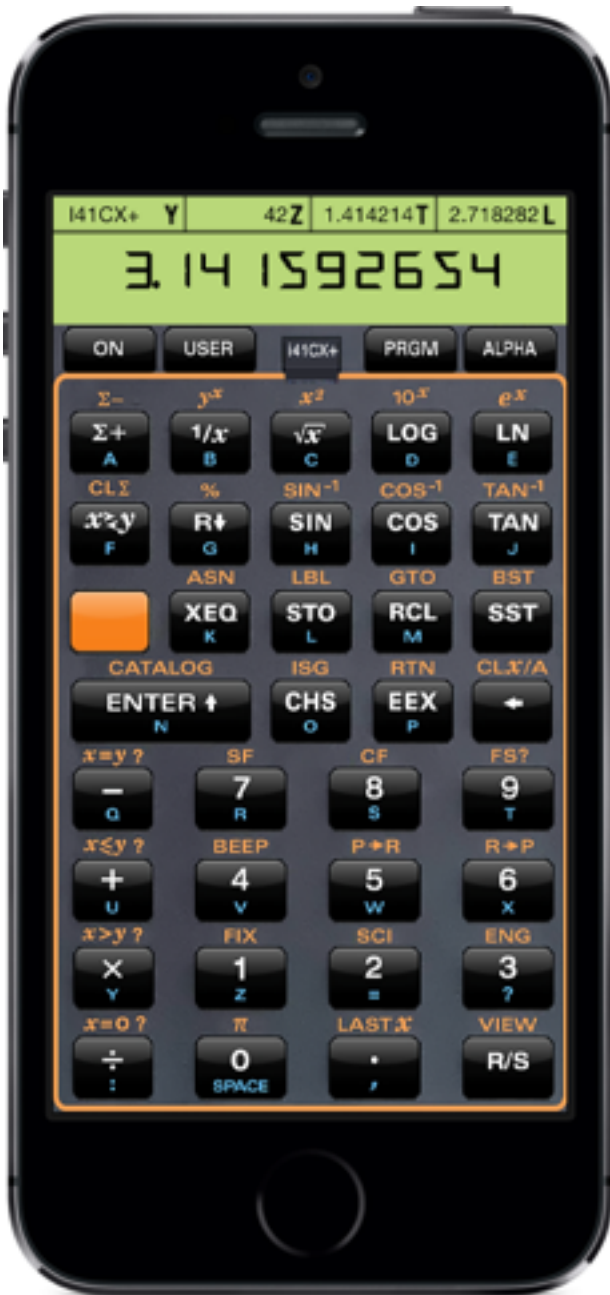 I41CX+ Y 42 Z 1.414214 T 2.718282 L
3.141592654
ON USER I41CX+ PRGM ALPHA
Σ− yˣ x² 10ˣ eˣ
Σ+ 1/x √x LOG LN
A B C D E
CLΣ % SIN⁻¹ COS⁻¹ TAN⁻¹
x≷y R↓ SIN COS TAN
F G H I J
ASN LBL GTO BST
XEQ STO RCL SST
K L M
CATALOG ISG RTN CLX/A
ENTER ↑ CHS EEX ←
N O P
x=y ? SF CF FS?
− 7 8 9
Q R S T
x≤y ? BEEP P→R R→P
+ 4 5 6
U V W X
x>y ? FIX SCI ENG
× 1 2 3
Y Z = ?
x=0 ? π LAST X VIEW
÷ 0 . R/S
: SPACE ,